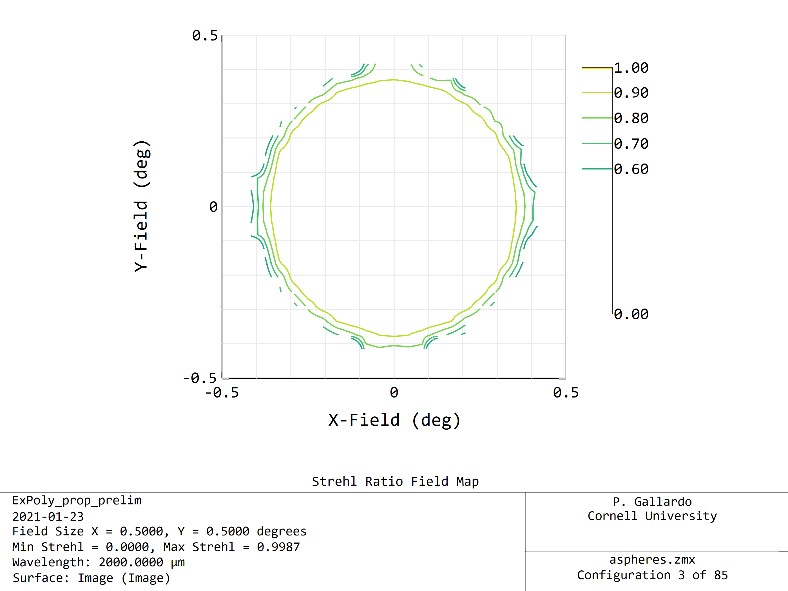 0.5
0
-0.5
-0.5
0
0.5
Y-Field (deg)
X-Field (deg)
1.00
0.90
0.80
0.70
0.60
0.00
Strehl Ratio Field Map
ExPoly_prop_prelim
2021-01-23
Field Size X = 0.5000, Y = 0.5000 degrees
Min Strehl = 0.0000, Max Strehl = 0.9987
Wavelength: 2000.0000 µm
Surface: Image (Image)
P. Gallardo
Cornell University
aspheres.zmx
Configuration 3 of 85